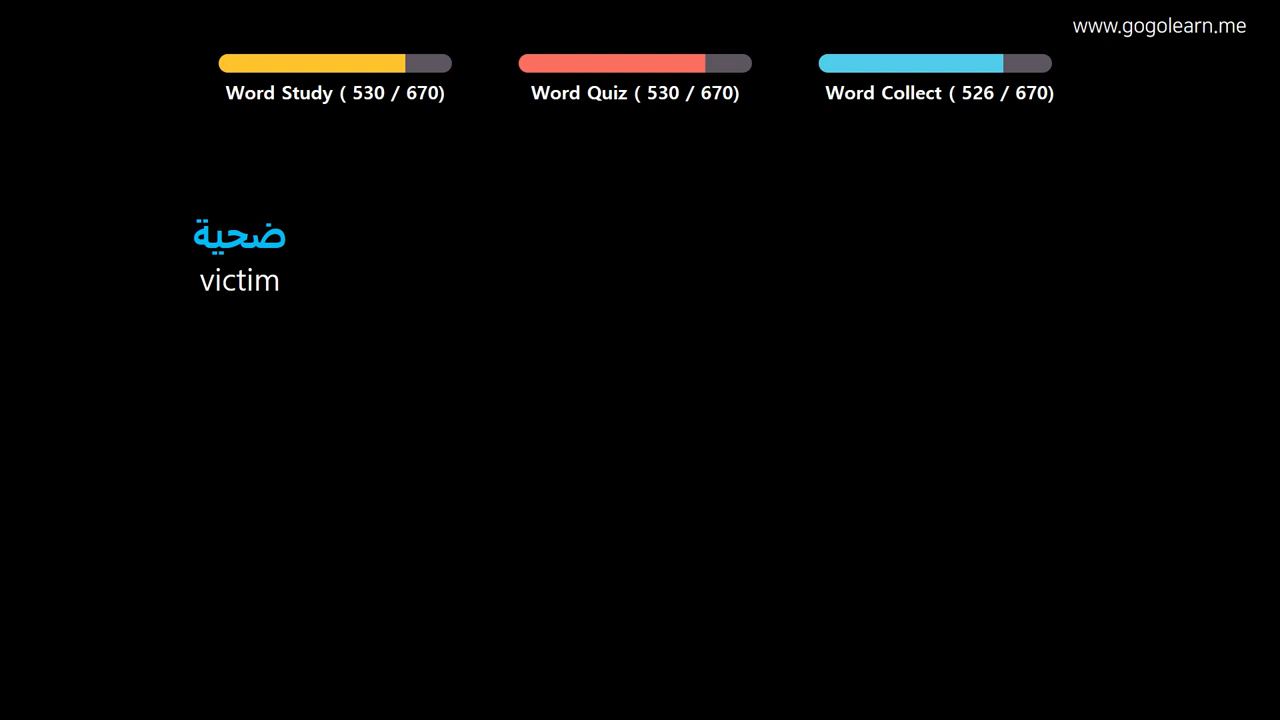 www.gogolearn.me
Word Study ( 530 / 670)
Word Quiz ( 530 / 670)
Word Collect ( 526 / 670)
ضحية
victim